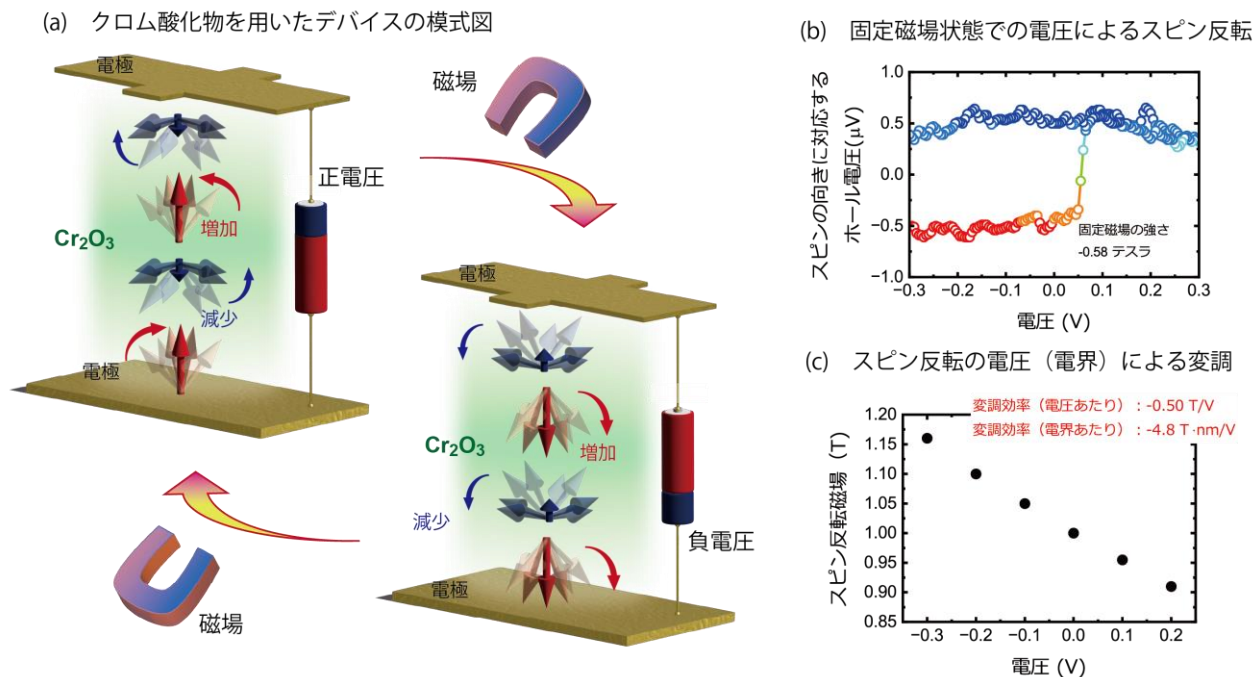 (a) クロム酸化物を用いたデバイスの模式図
電極
正電圧
増加
Cr2O3
減少
電極
磁場
電極
増加
Cr2O3
減少
負電圧
電極
磁場
(b) 固定磁場状態での電圧によるスピン反転
スピンの向きに対応する
ホール電圧(μV)
1.0
0.5
0.0
−0.5
−1.0
固定磁場の強さ
-0.58 テスラ
−0.3 −0.2 −0.1 0.0 0.1 0.2 0.3
電圧 (V)
(c) スピン反転の電圧（電界）による変調
変調効率（電圧あたり）: -0.50 T/V
変調効率（電界あたり）: -4.8 T·nm/V
スピン反転磁場（T）
1.20
1.15
1.10
1.05
1.00
0.95
0.90
0.85
−0.3 −0.2 −0.1 0.0 0.1 0.2
電圧 (V)